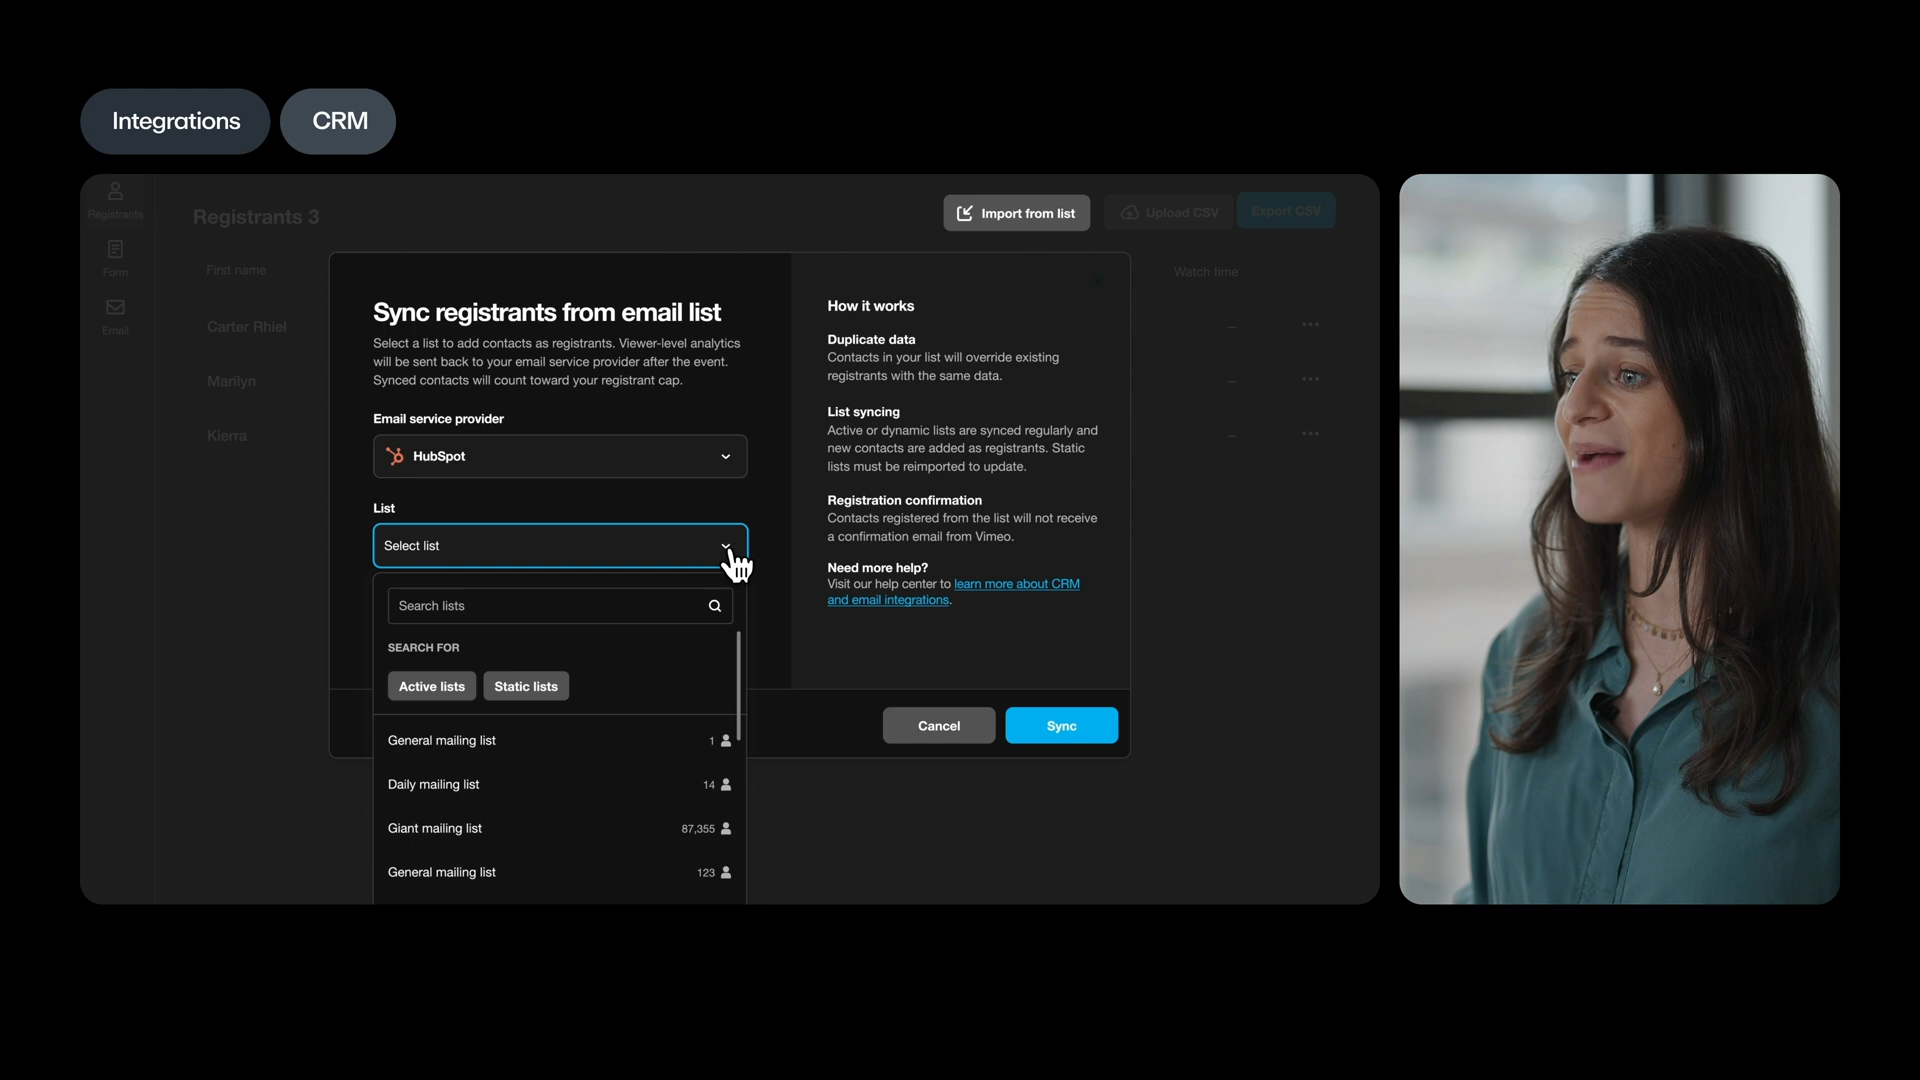 Integrations
CRM
Registrants
Form
Email
Registrants 3
Import from list
Upload CSV
Export CSV
First name
Watch time
Carter Rhiel
Marilyn
Kierra
Sync registrants from email list
Select a list to add contacts as registrants. Viewer-level analytics
will be sent back to your email service provider after the event.
Synced contacts will count toward your registrant cap.
Email service provider
HubSpot
List
Select list
Search lists
SEARCH FOR
Active lists
Static lists
General mailing list 1
Daily mailing list 14
Giant mailing list 87,355
General mailing list 123
How it works
Duplicate data
Contacts in your list will override existing
registrants with the same data.
List syncing
Active or dynamic lists are synced regularly and
new contacts are added as registrants. Static
lists must be reimported to update.
Registration confirmation
Contacts registered from the list will not receive
a confirmation email from Vimeo.
Need more help?
Visit our help center to learn more about CRM
and email integrations.
Cancel
Sync